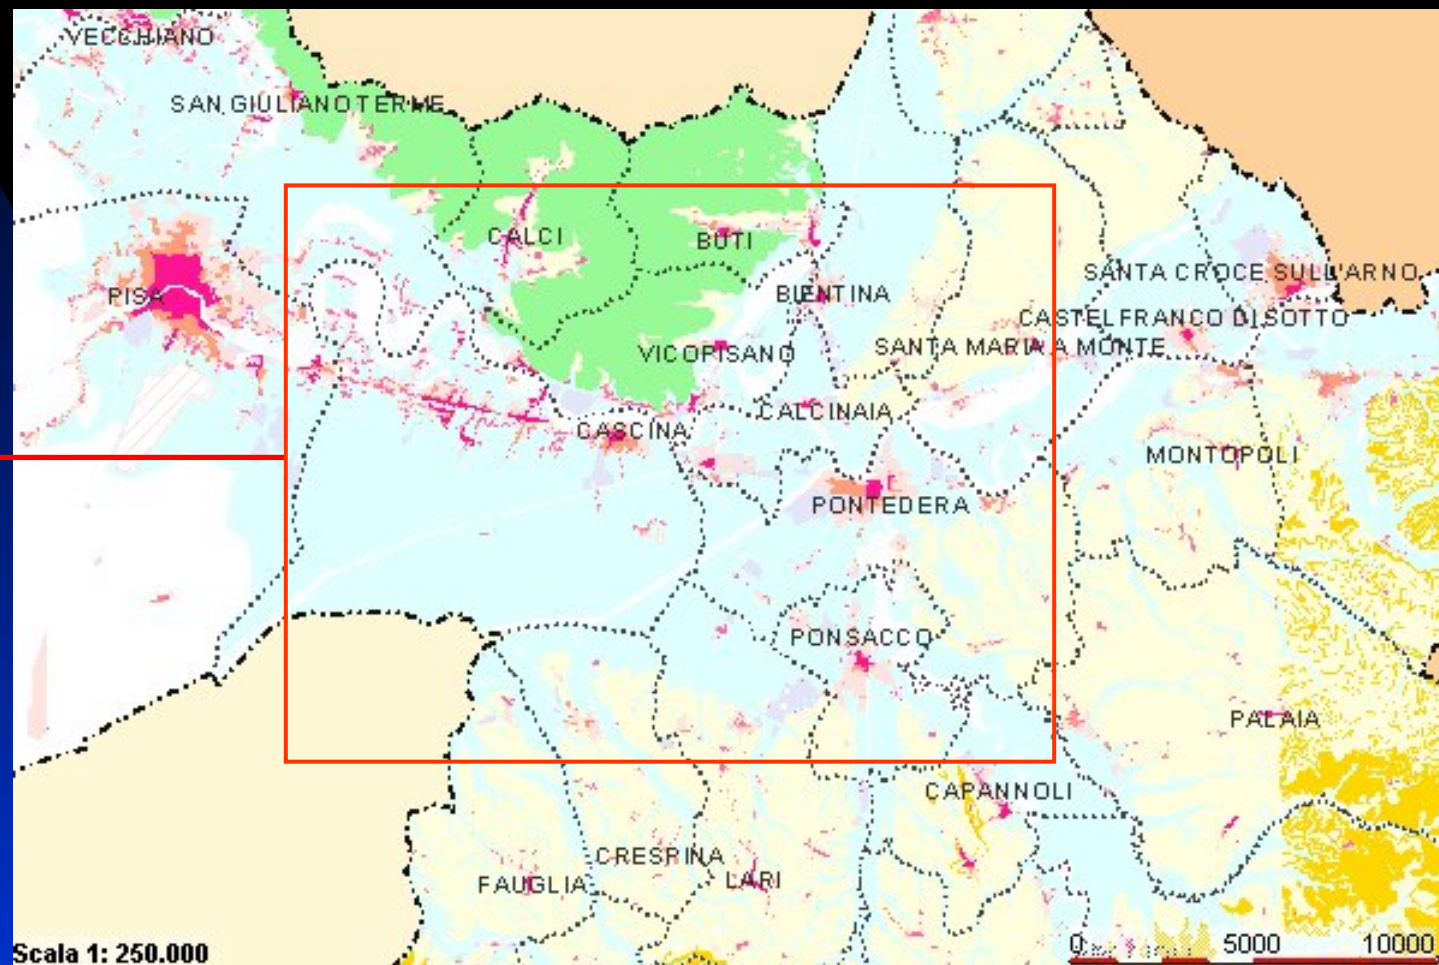 VECCHIANO
SAN GIULIANO TERME
CALCI
BUTI
SANTA CROCE SULL'ARNO
PISA
BIENTINA
CASTELFRANCO DI SOTTO
VICOPISANO
SANTA MARIA A MONTE
CALCINAIA
CASCINA
MONTOPOLI
PONTEDERA
PONSACCO
PALAIA
CAPANNOLI
CRESPINA
FAUGLIA
LARI
Scala 1: 250.000
0 5000 10000